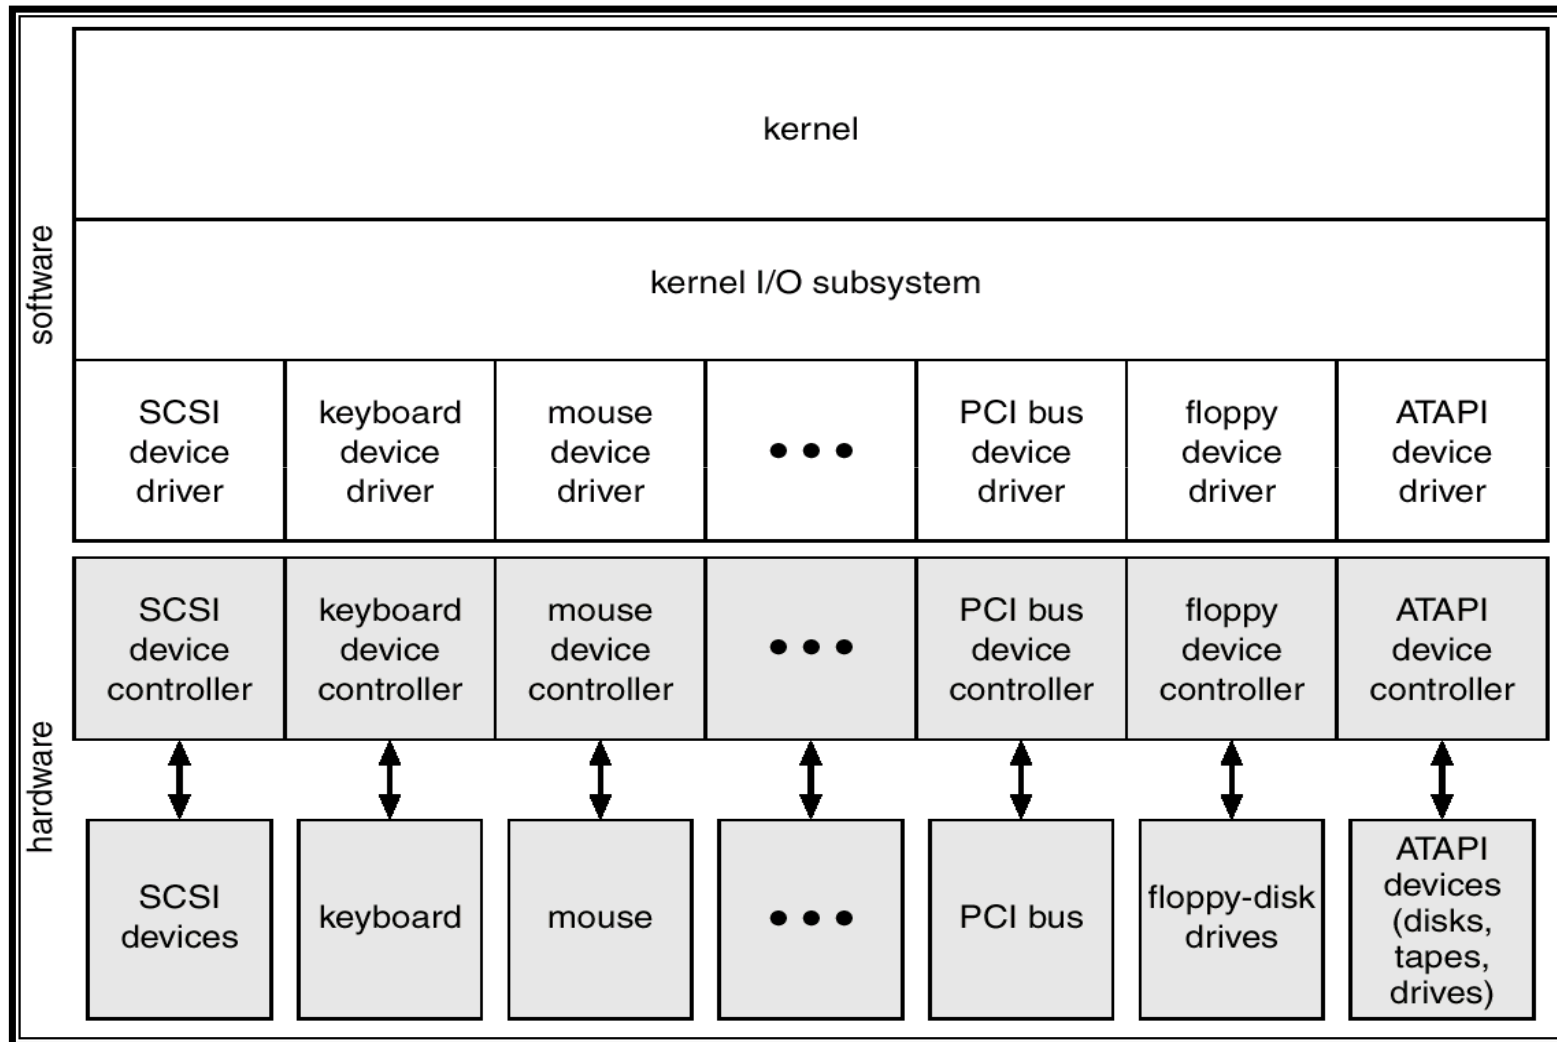 software
kernel
kernel I/O subsystem
SCSI
device
driver
keyboard
device
driver
mouse
device
driver
PCI bus
device
driver
floppy
device
driver
ATAPI
device
driver
hardware
SCSI
device
controller
keyboard
device
controller
mouse
device
controller
PCI bus
device
controller
floppy
device
controller
ATAPI
device
controller
SCSI
devices
keyboard
mouse
PCI bus
floppy-disk
drives
ATAPI
devices
(disks,
tapes,
drives)